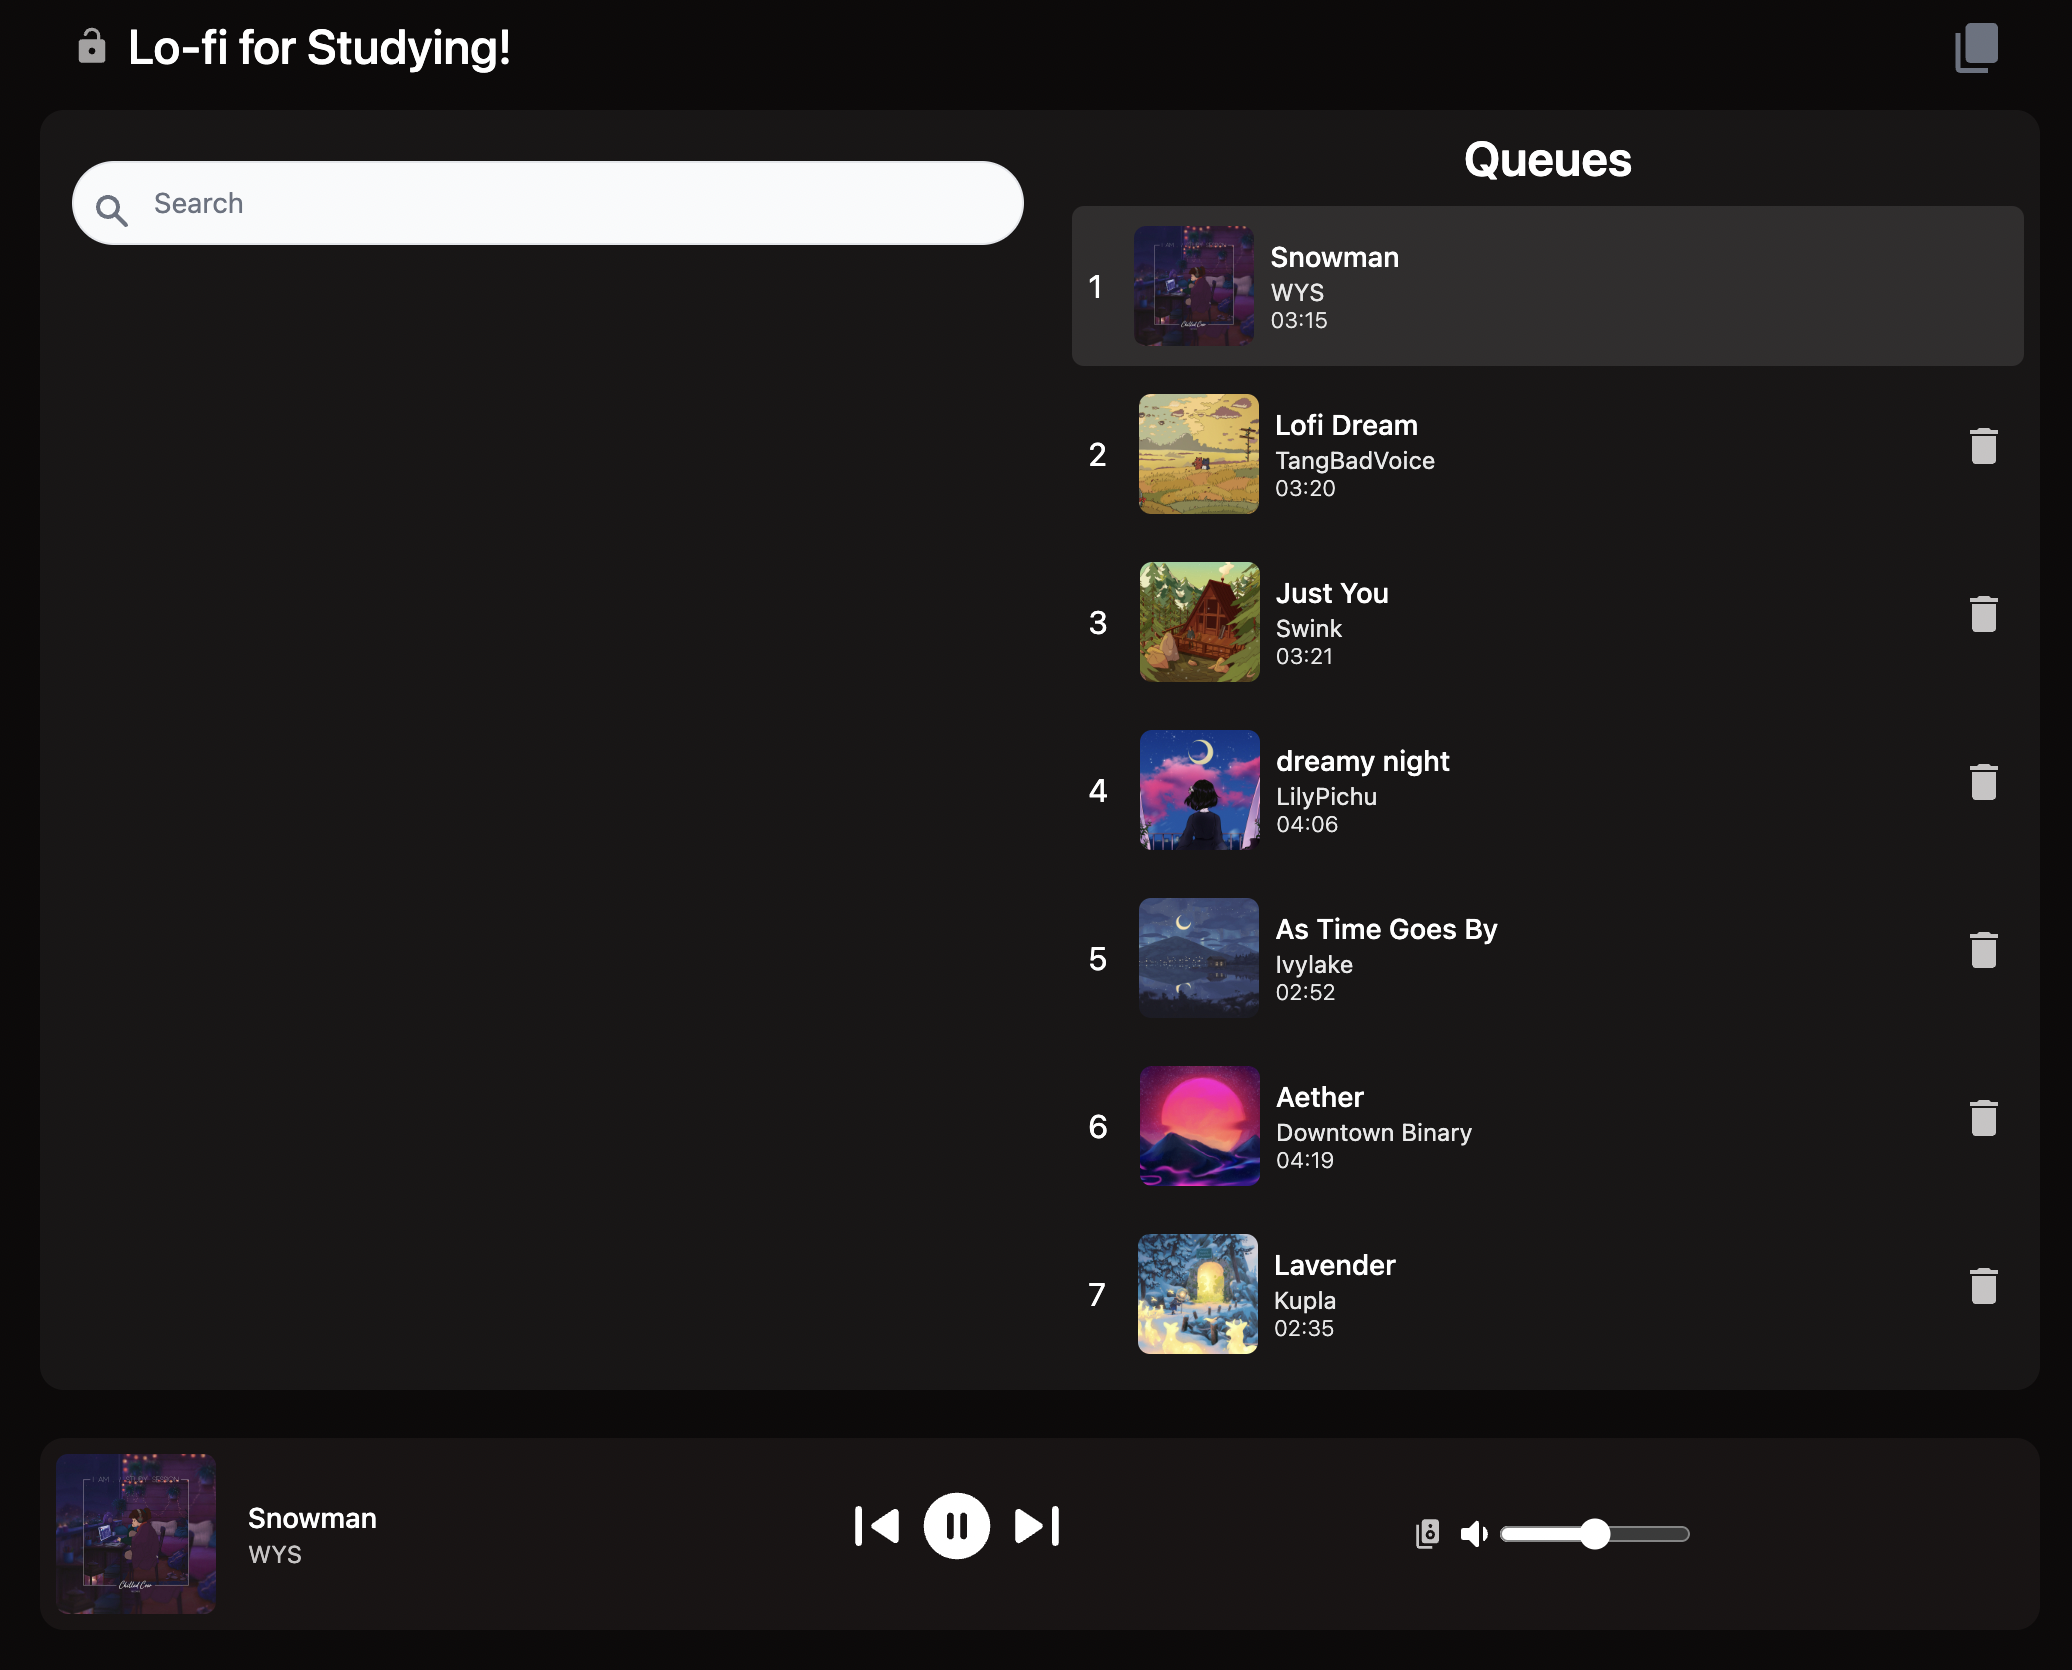 Lo-fi for Studying!
Search
Queues
1
Snowman
WYS
03:15
2
Lofi Dream
TangBadVoice
03:20
3
Just You
Swink
03:21
4
dreamy night
LilyPichu
04:06
5
As Time Goes By
Ivylake
02:52
6
Aether
Downtown Binary
04:19
7
Lavender
Kupla
02:35
Chilled Cow
Snowman
WYS